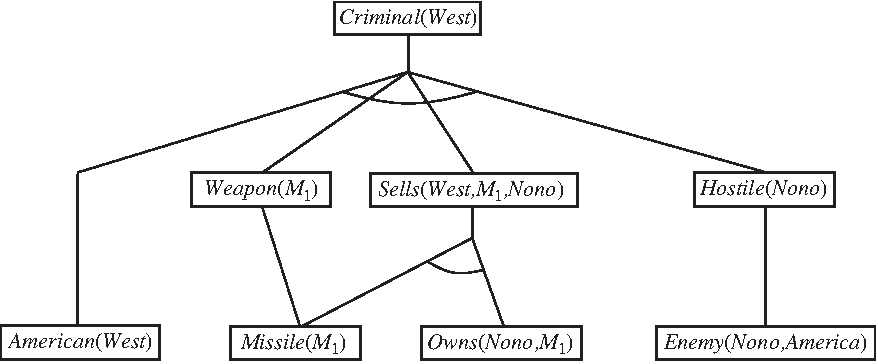 Criminal(West)
Weapon(M1)
Sells(West,M1,Nono)
Hostile(Nono)
American(West)
Missile(M1)
Owns(Nono,M1)
Enemy(Nono,America)